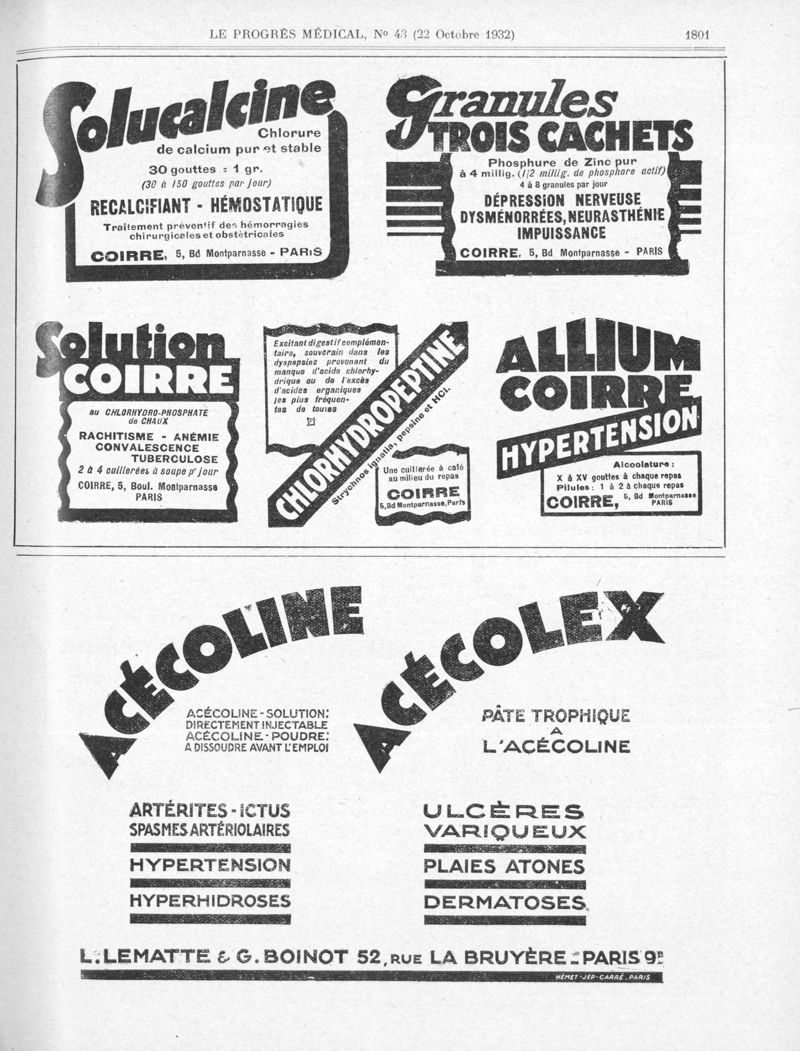 LE PROGRÈS MÉDICAL, No 43 (22 Octobre 1932)
1801
Solucalcine
Chlorure
de calcium pur et stable
30 gouttes = 1 gr.
(30 à 150 gouttes par jour)
RECALCIFIANT - HÉMOSTATIQUE
Traitement préventif des hémorragies
chirurgicales et obstétricales
COIRRE, 5, Bd Montparnasse - PARIS
Granules
TROIS CACHETS
Phosphure de Zinc pur
à 4 millig. (1/2 millig. de phosphore actif)
4 à 8 granules par jour
DÉPRESSION NERVEUSE
DYSMÉNORRÉES, NEURASTHÉNIE
IMPUISSANCE
COIRRE, 5, Bd Montparnasse - PARIS
Solution
COIRRE
au CHLORHYDRO-PHOSPHATE
de CHAUX
RACHITISME - ANÉMIE
CONVALESCENCE
TUBERCULOSE
2 à 4 cuillerées à soupe pr jour
COIRRE, 5, Boul. Montparnasse
PARIS
Excitant digestif complémen-
taire, souverain dans les
dyspepsies provenant du
manque d'acide chlorhy-
drique ou de l'excès
d'acides organiques
les plus fréquen-
tes de toutes
CHLORHYDROPEPTINE
Strychnos ignatia, pepsine et HCl.
Une cuillerée à café
au milieu du repas
COIRRE
5, Bd Montparnasse, Paris
ALLIUM
COIRRE
HYPERTENSION
Alcoolature :
X à XV gouttes à chaque repas
Pilules : 1 à 2 à chaque repas
COIRRE, 5, Bd Montparnasse
PARIS
ACÉCOLINE
ACÉCOLINE-SOLUTION:
DIRECTEMENT INJECTABLE
ACÉCOLINE-POUDRE:
A DISSOUDRE AVANT L'EMPLOI
ARTÉRITES-ICTUS
SPASMES ARTÉRIOLAIRES
HYPERTENSION
HYPERHIDROSES
ACÉCOLEX
PÂTE TROPHIQUE
A
L'ACÉCOLINE
ULCÈRES
VARIQUEUX
PLAIES ATONES
DERMATOSES
L. LEMATTE & G. BOINOT 52, RUE LA BRUYÈRE - PARIS 9E
HÉMET-JEP-CARRÉ, PARIS